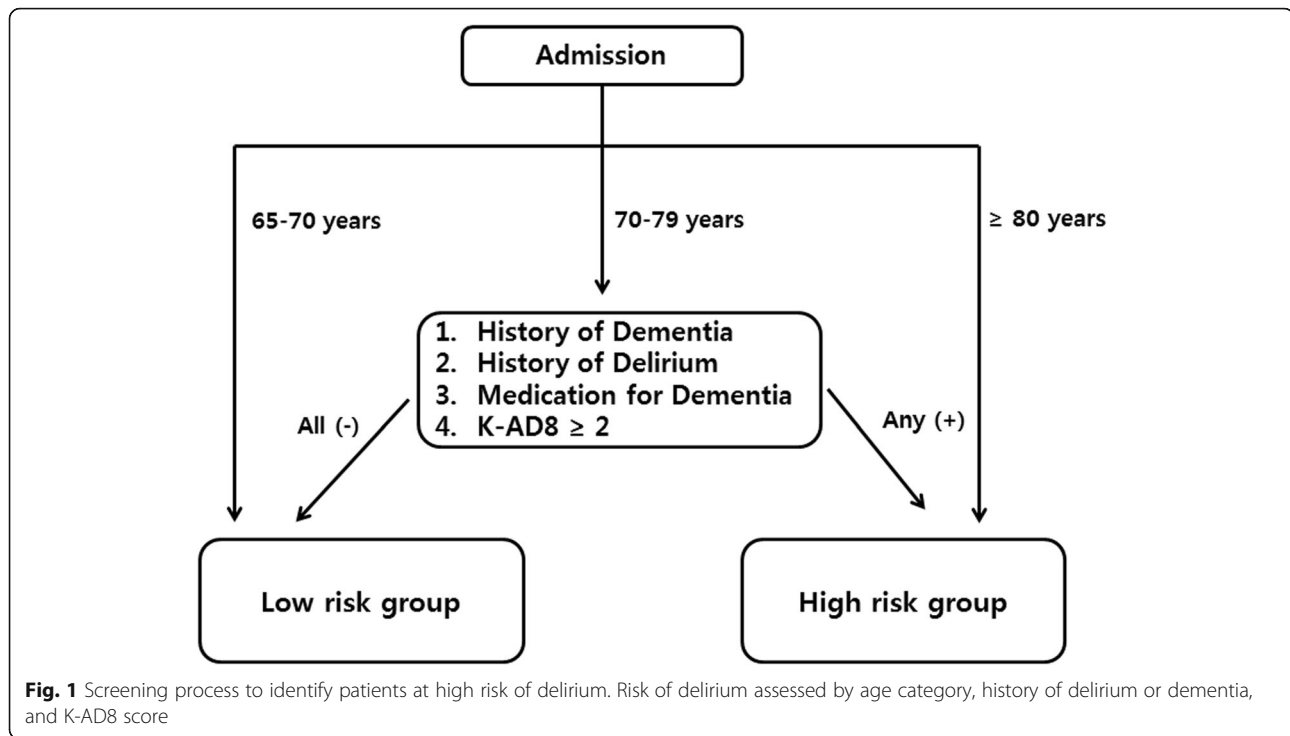 Admission
65-70 years
70-79 years
≥ 80 years
1. History of Dementia
2. History of Delirium
3. Medication for Dementia
4. K-AD8 ≥ 2
All (-)
Any (+)
Low risk group
High risk group
Fig. 1 Screening process to identify patients at high risk of delirium. Risk of delirium assessed by age category, history of delirium or dementia,
and K-AD8 score